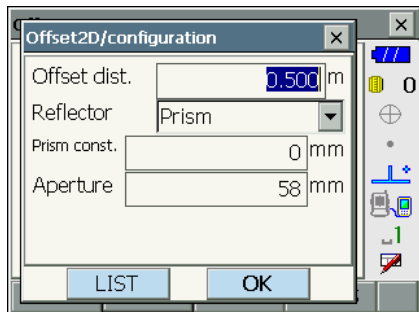 Offset2D/configuration
Offset dist. 0.500 m
Reflector Prism
Prism const. 0 mm
Aperture 58 mm
LIST OK
0
1